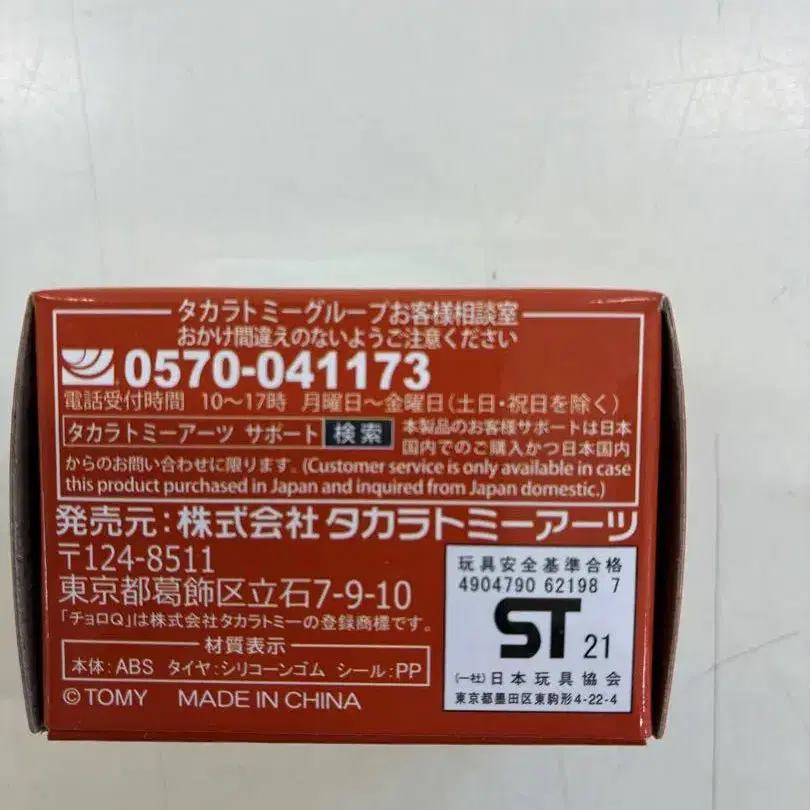 タカラトミーグループお客様相談室
おかけ間違えのないようご注意ください
0570-041173
電話受付時間 10～17時 月曜日～金曜日(土日・祝日を除く)
タカラトミーアーツ サポート 検索
本製品のお客様サポートは日本
国内でのご購入かつ日本国内
からのお問い合わせに限ります。(Customer service is only available in case
this product purchased in Japan and inquired from Japan domestic.)
発売元:株式会社タカラトミーアーツ
〒124-8511
東京都葛飾区立石7-9-10
「チョロQ」は株式会社タカラトミーの登録商標です。
材質表示
本体:ABS タイヤ:シリコーンゴム シール:PP
©TOMY MADE IN CHINA
玩具安全基準合格
4904790 62198 7
ST 21
(一社)日本玩具協会
東京都墨田区東駒形4-22-4